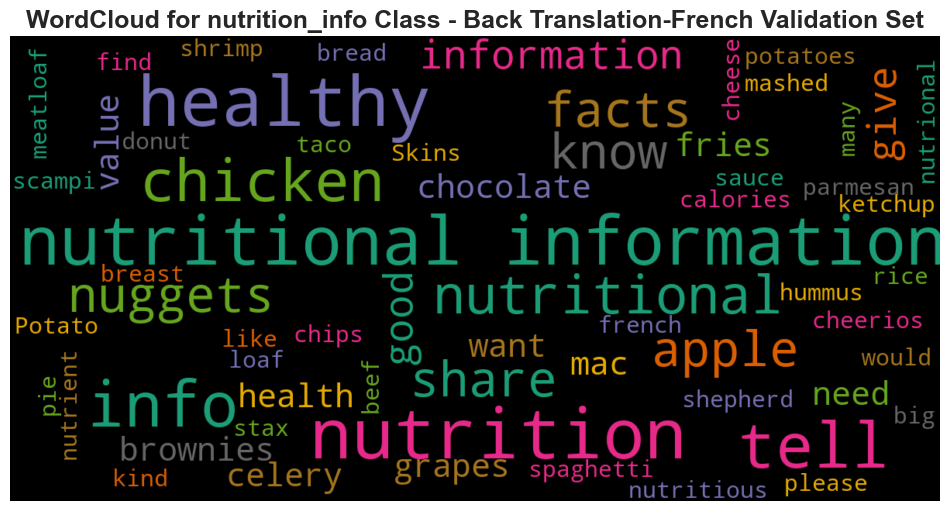 WordCloud for nutrition_info Class - Back Translation-French Validation Set
shrimp
bread
information
cheese
potatoes
find
mashed
meatloaf
healthy
facts
give
nutrional
value
many
donut
taco
Skins
know
fries
scampi
chicken
chocolate
sauce
parmesan
calories
ketchup
nutritional information
breast
rice
nuggets
good
nutritional
hummus
Potato
like
chips
french
cheerios
loaf
want
mac
apple
would
pie
nutrient
info
health
beef
share
shepherd
need
big
stax
brownies
nutrition
tell
kind
celery
grapes
spaghetti
nutritious
please